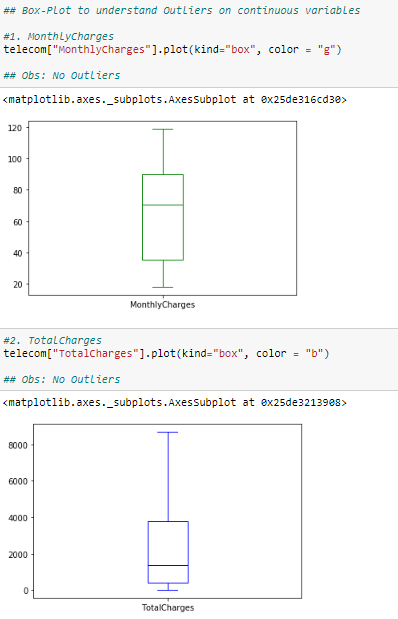 ## Box-Plot to understand Outliers on continuous variables
#1. MonthlyCharges
telecom["MonthlyCharges"].plot(kind="box", color = "g")
## Obs: No Outliers
<matplotlib.axes._subplots.AxesSubplot at 0x25de316cd30>
120
100
80
60
40
20
MonthlyCharges
#2. TotalCharges
telecom["TotalCharges"].plot(kind="box", color = "b")
## Obs: No Outliers
<matplotlib.axes._subplots.AxesSubplot at 0x25de3213908>
8000
6000
4000
2000
0
TotalCharges